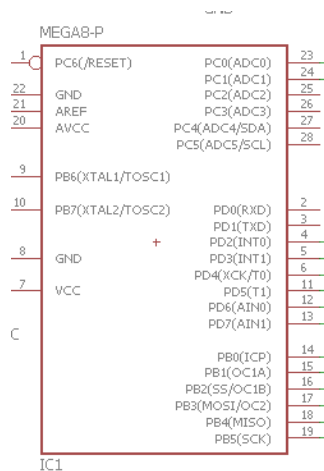 MEGA8-P
1 PC6(/RESET) PC0(ADC0) 23
PC1(ADC1) 24
22 GND PC2(ADC2) 25
21 AREF PC3(ADC3) 26
20 AVCC PC4(ADC4/SDA) 27
PC5(ADC5/SCL) 28
9 PB6(XTAL1/TOSC1)
10 PB7(XTAL2/TOSC2) PD0(RXD) 2
PD1(TXD) 3
PD2(INT0) 4
8 GND PD3(INT1) 5
PD4(XCK/T0) 6
7 VCC PD5(T1) 11
PD6(AIN0) 12
PD7(AIN1) 13
C
PB0(ICP) 14
PB1(OC1A) 15
PB2(SS/OC1B) 16
PB3(MOSI/OC2) 17
PB4(MISO) 18
PB5(SCK) 19
IC1